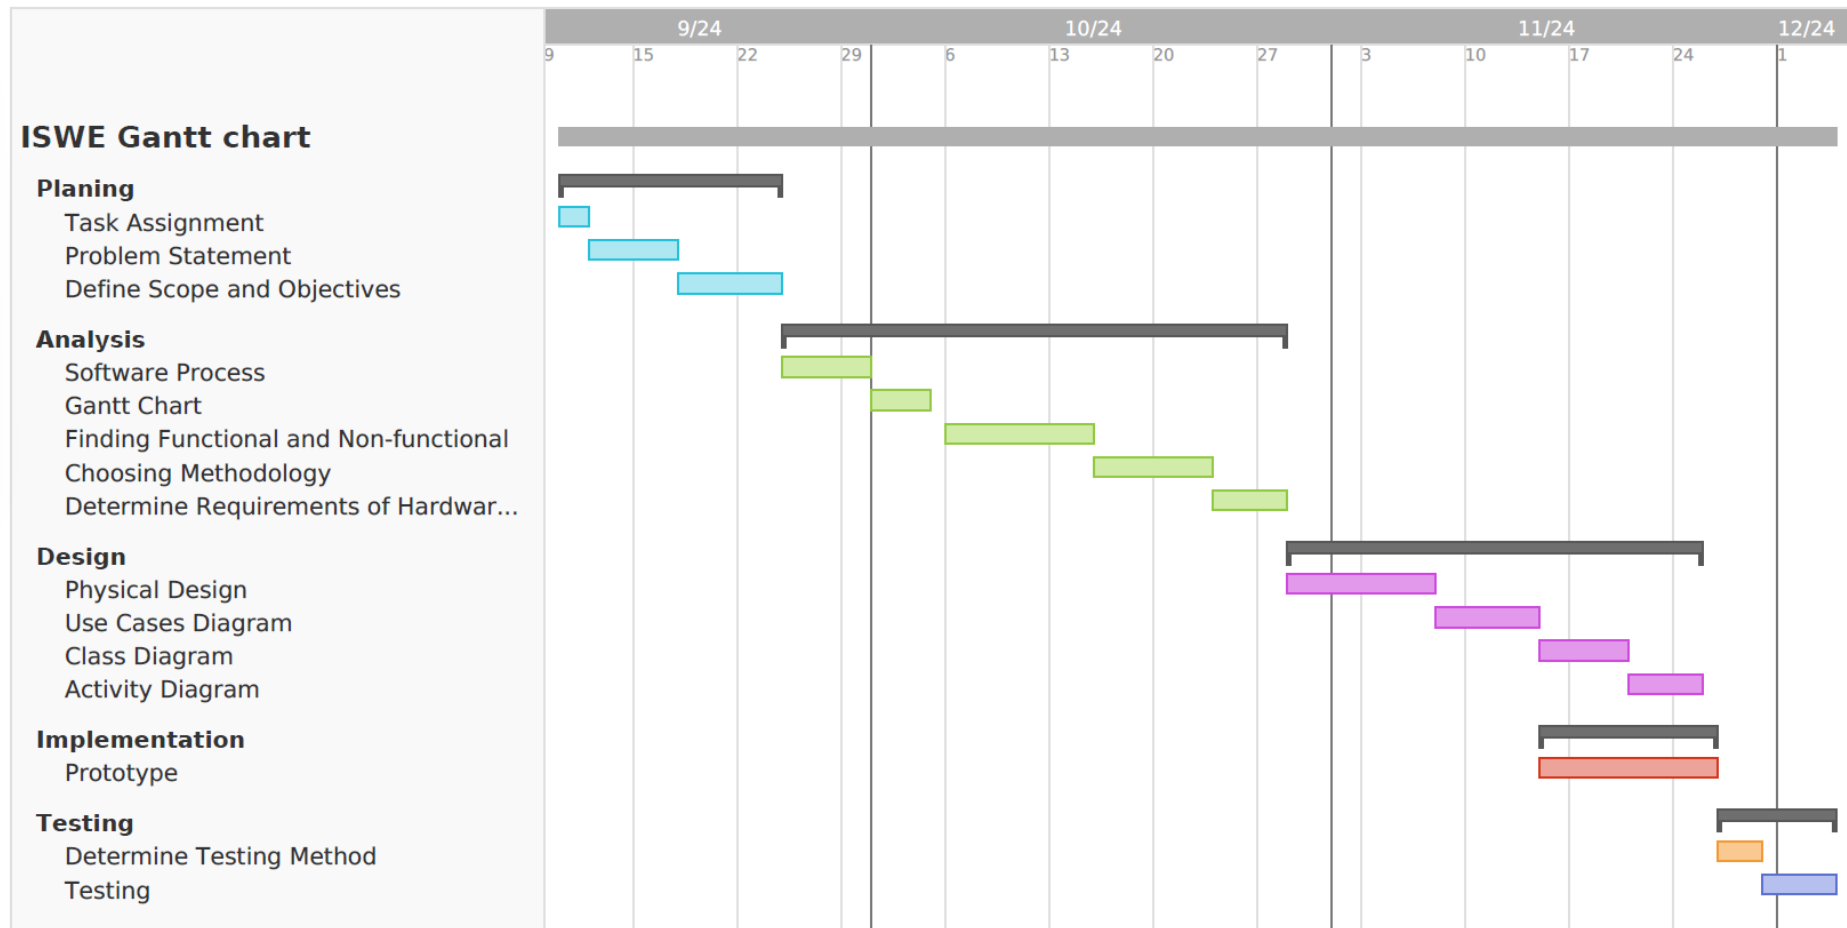 9/24 10/24 11/24 12/24
9 15 22 29 6 13 20 27 3 10 17 24 1
ISWE Gantt chart
Planing
Task Assignment
Problem Statement
Define Scope and Objectives
Analysis
Software Process
Gantt Chart
Finding Functional and Non-functional
Choosing Methodology
Determine Requirements of Hardwar...
Design
Physical Design
Use Cases Diagram
Class Diagram
Activity Diagram
Implementation
Prototype
Testing
Determine Testing Method
Testing